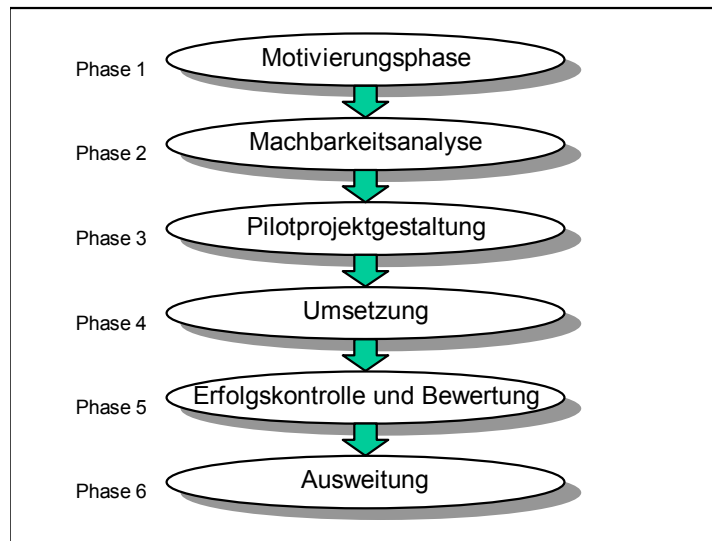 Phase 1 Motivierungsphase
Phase 2 Machbarkeitsanalyse
Phase 3 Pilotprojektgestaltung
Phase 4 Umsetzung
Phase 5 Erfolgskontrolle und Bewertung
Phase 6 Ausweitung